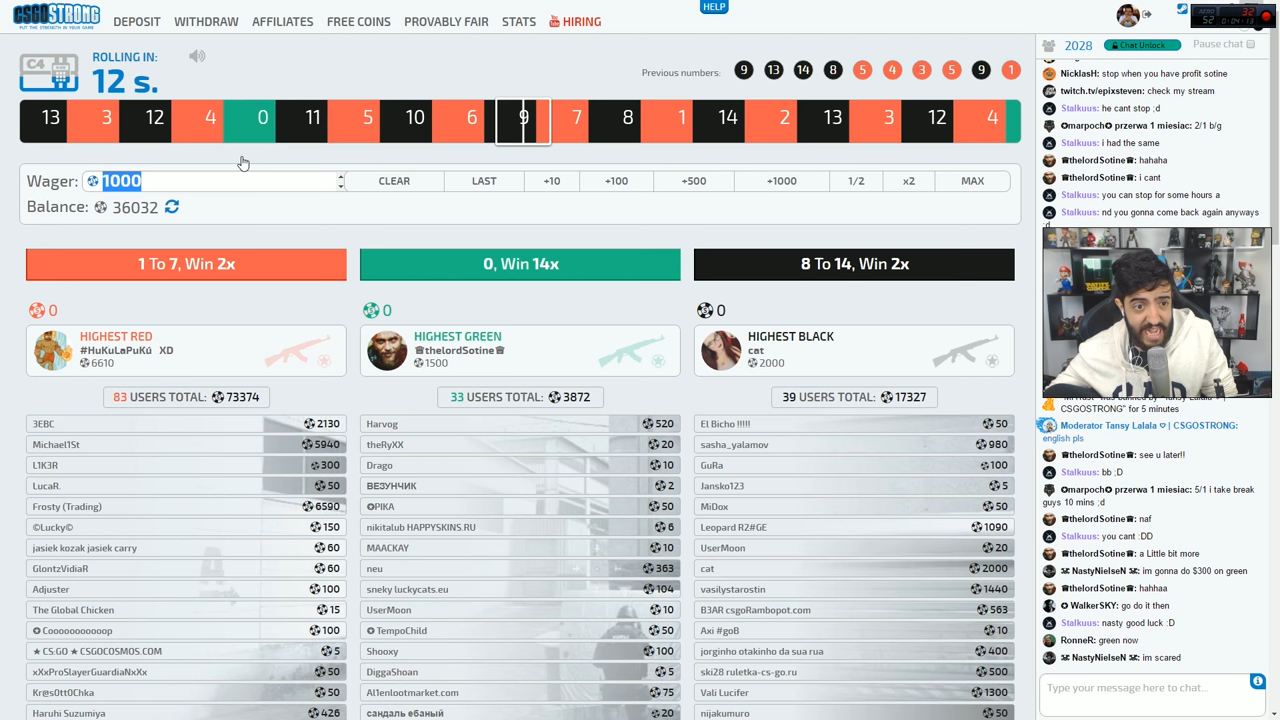 CSGOSTRONG
PUT THE STRENGTH IN YOUR GAME
DEPOSIT
WITHDRAW
AFFILIATES
FREE COINS
PROVABLY FAIR
STATS
HIRING
HELP
C4
ROLLING IN:
12 s.
Previous numbers:
9 13 14 8 5 4 3 5 9 1
13 3 12 4 0 11 5 10 6 9 7 8 1 14 2 13 3 12 4
Wager: 1000
CLEAR
LAST
+10
+100
+500
+1000
1/2
x2
MAX
Balance: 36032
1 To 7, Win 2x
0, Win 14x
8 To 14, Win 2x
0
0
0
HIGHEST RED
#HuKuLaPuKú XD
6610
HIGHEST GREEN
♕thelordSotine♕
1500
HIGHEST BLACK
cat
2000
83 USERS TOTAL: 73374
33 USERS TOTAL: 3872
39 USERS TOTAL: 17327
3EBC 2130
Michael1St 5940
L1K3R 300
LucaR. 50
Frosty (Trading) 6590
©Lucky© 150
jasiek kozak jasiek carry 60
GlontzVidiaR 60
Adjuster 100
The Global Chicken 15
✪ Coooooooooop 100
★ CS:GO ★ CSGOCOSMOS.COM 5
xXxProSlayerGuardiaNxXx 50
Kr@s0tt0Chka 50
Haruhi Suzumiya 426
Harvog 520
theRyXX 20
Drago 10
ВЕЗУНЧИК 2
✪PIKA 50
nikitalub HAPPYSKINS.RU 6
MAACKAY 10
neu 363
sneky luckycats.eu 104
UserMoon 10
✪ TempoChild 50
Shooou 100
DiggaShoan 5
Al1enlootmarket.com 75
сандаль ебаный 20
El Bicho !!!!! 50
sasha_yalamov 980
GuRa 100
Jansko123 5
MiDox 50
Leopard R2#GE 1090
UserMoon 20
cat 2000
vasilystarostin 1440
B3AR csgoRambopot.com 563
Axi #goB 10
jorginho otakinho da sua rua 400
ski28 ruletka-cs-go.ru 500
Vali Lucifer 1300
nijakumuro 50
2028
Chat Unlock
Pause chat
NicklasH: stop when you have profit sotine
twitch.tv/epixsteven: check my stream
Stalkuus: he cant stop ;d
✪marpoch✪ przerwa 1 miesiac: 2/1 b/g
Stalkuus: i had the same
♕thelordSotine♕: hahaha
♕thelordSotine♕: i cant
Stalkuus: you can stop for some hours a
Stalkuus: nd you gonna come back again anyways
;d
CSGOSTRONG" for 5 minutes
Moderator Tansy Lalala ♡ | CSGOSTRONG:
english pls
♕thelordSotine♕: see u later!!
Stalkuus: bb ;D
✪marpoch✪ przerwa 1 miesiac: 5/1 i take break
guys 10 mins ;d
♕thelordSotine♕: naf
Stalkuus: you cant :DD
♕thelordSotine♕: a Little bit more
NastyNielseN: im gonna do $300 on green
♕thelordSotine♕: hahhaa
✪ WalkerSKY: go do it then
Stalkuus: nasty good luck :D
RonneR: green now
NastyNielseN: im scared
Type your message here to chat...